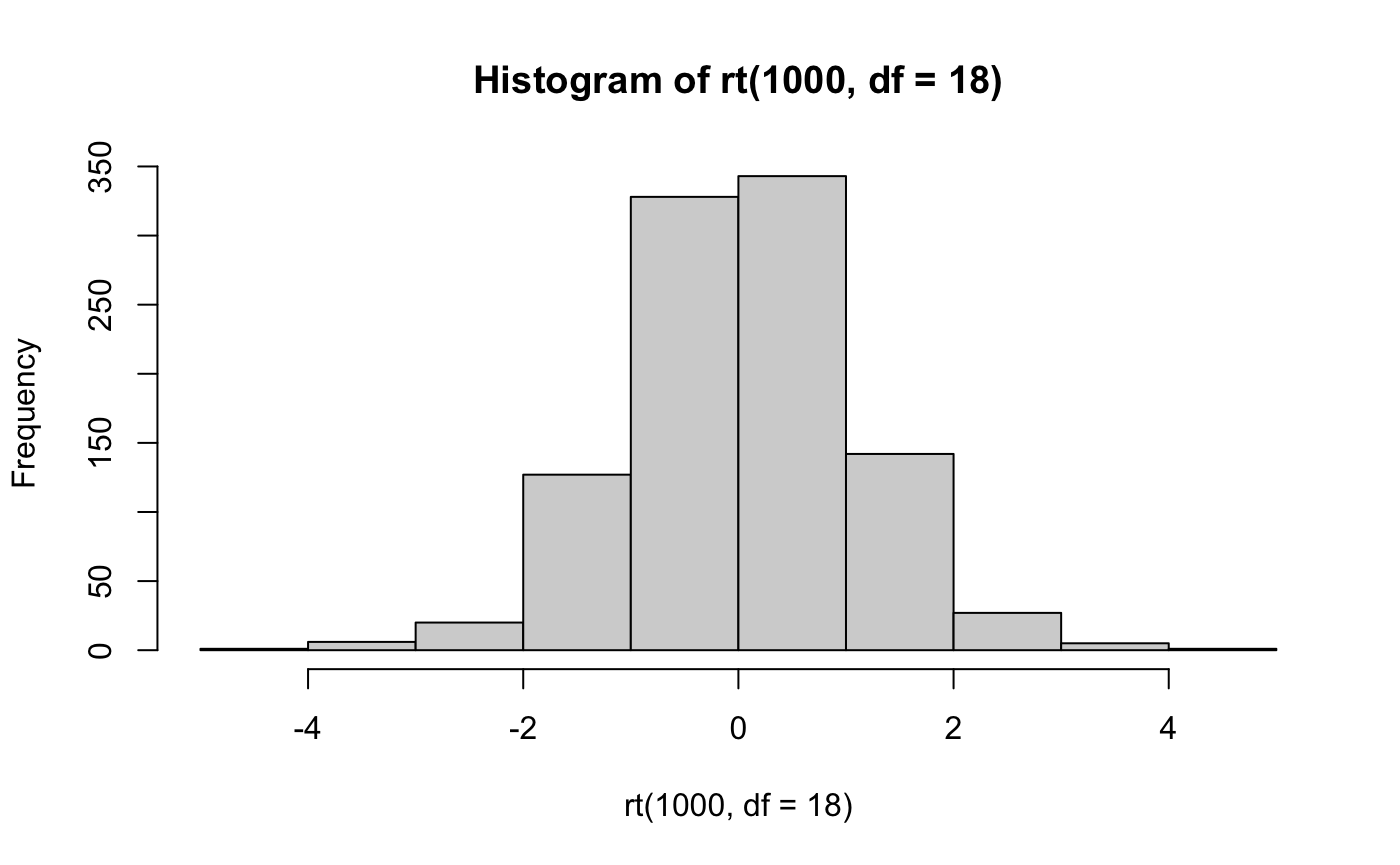 Histogram of rt(1000, df = 18)
Frequency
350
250
150
50
0
-4 -2 0 2 4
rt(1000, df = 18)